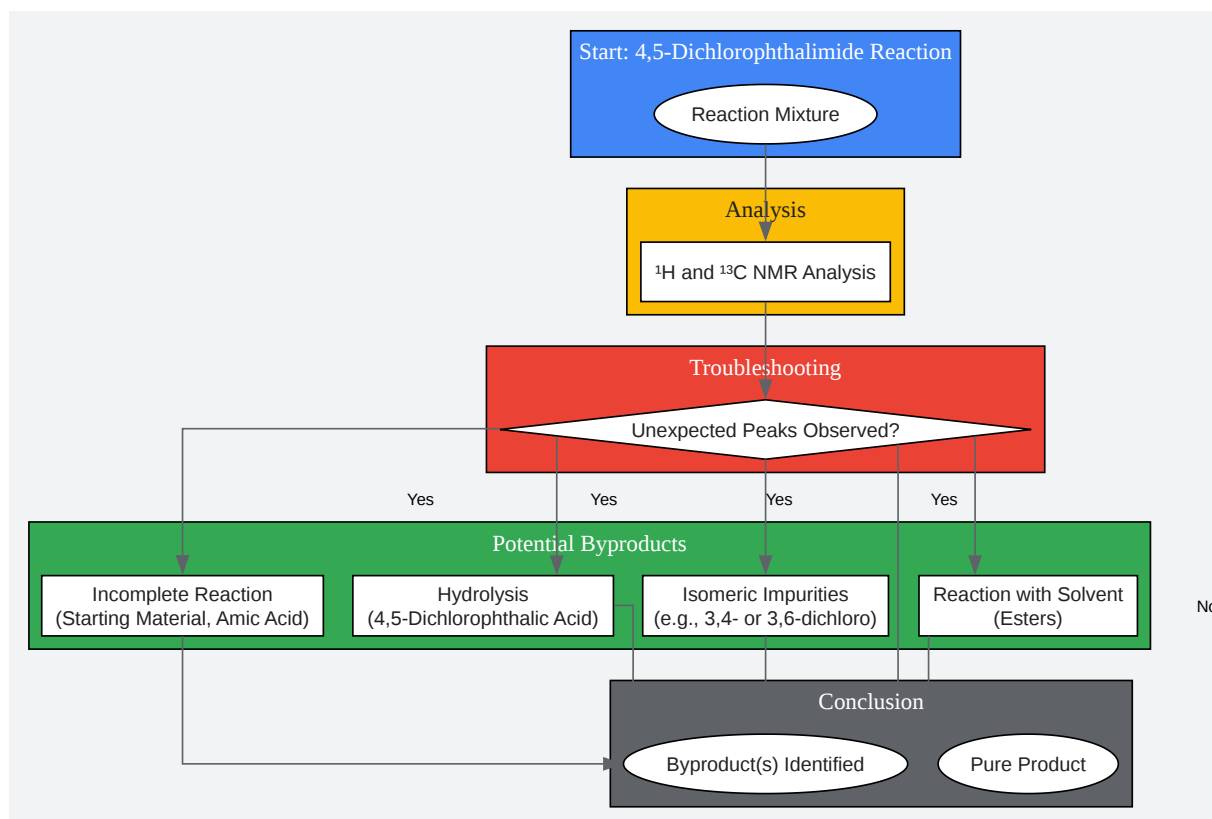 Start: 4,5-Dichlorophthalimide Reaction
Reaction Mixture
Analysis
¹H and ¹³C NMR Analysis
Troubleshooting
Unexpected Peaks Observed?
Yes
Yes
Yes
Yes
Potential Byproducts
Incomplete Reaction
(Starting Material, Amic Acid)
Hydrolysis
(4,5-Dichlorophthalic Acid)
Isomeric Impurities
(e.g., 3,4- or 3,6-dichloro)
Reaction with Solvent
(Esters)
No
Conclusion
Byproduct(s) Identified
Pure Product